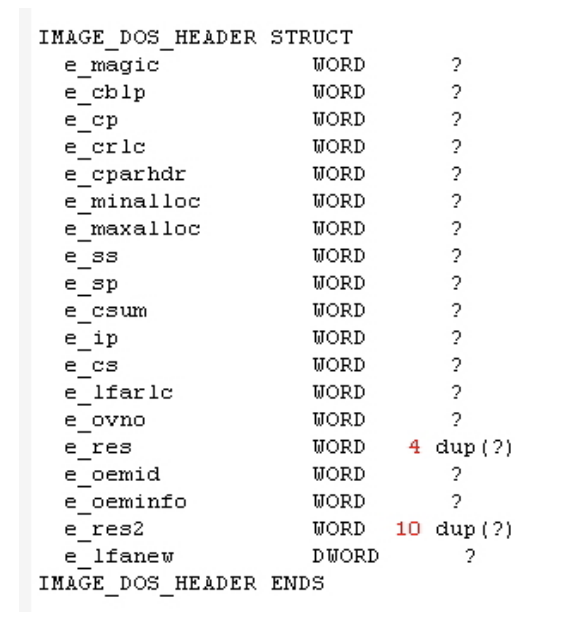 IMAGE_DOS_HEADER STRUCT
e_magic WORD ?
e_cblp WORD ?
e_cp WORD ?
e_crlc WORD ?
e_cparhdr WORD ?
e_minalloc WORD ?
e_maxalloc WORD ?
e_ss WORD ?
e_sp WORD ?
e_csum WORD ?
e_ip WORD ?
e_cs WORD ?
e_lfarlc WORD ?
e_ovno WORD ?
e_res WORD 4 dup(?)
e_oemid WORD ?
e_oeminfo WORD ?
e_res2 WORD 10 dup(?)
e_lfanew DWORD ?
IMAGE_DOS_HEADER ENDS